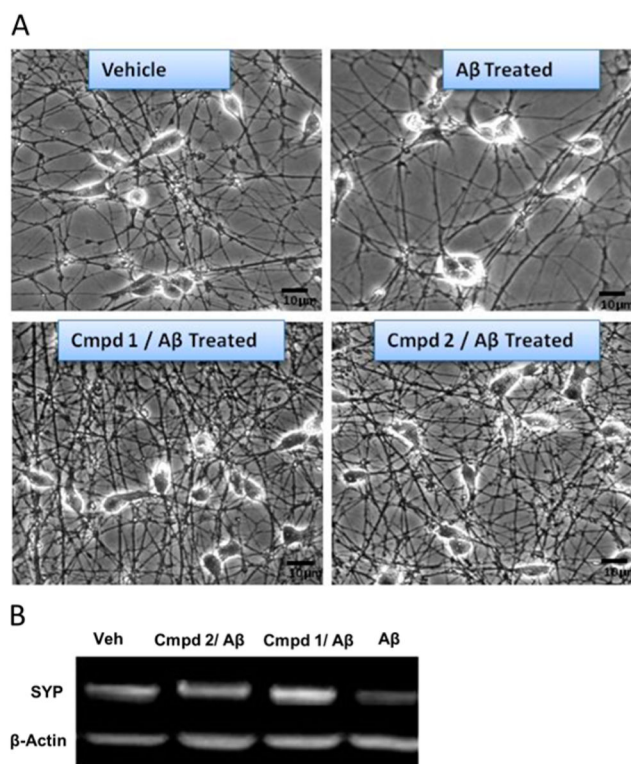 A
Vehicle
Aβ Treated
10µm
10µm
Cmpd 1 / Aβ Treated
Cmpd 2 / Aβ Treated
10µm
10µm
B
Veh Cmpd 2/ Aβ Cmpd 1/ Aβ Aβ
SYP
β-Actin